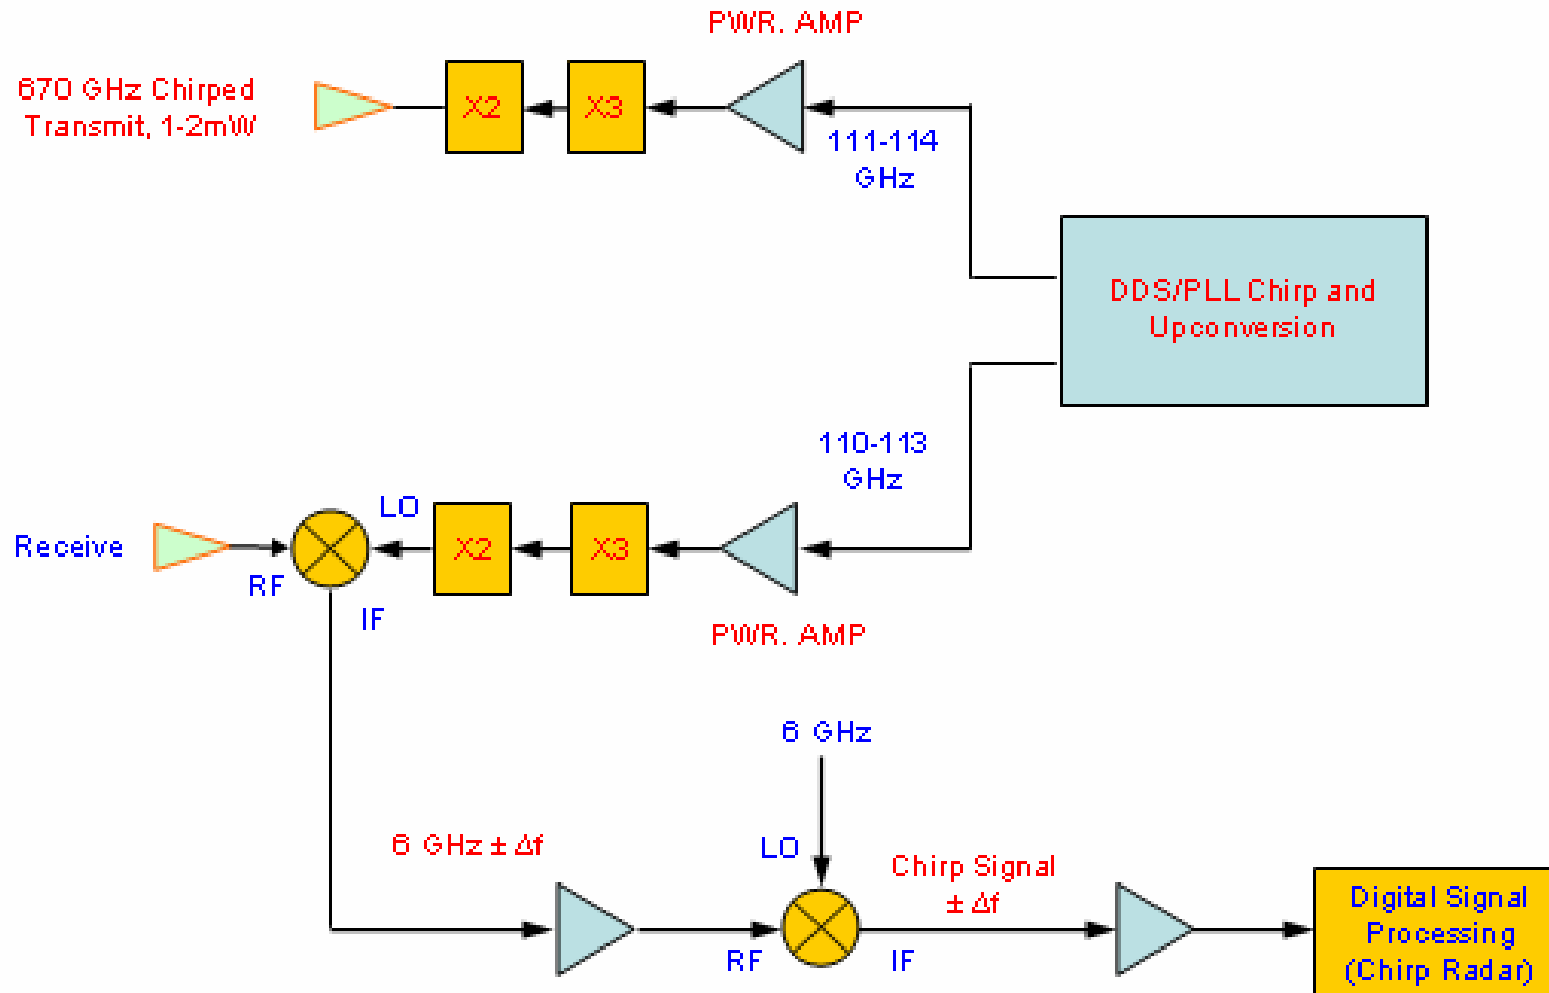 PWR. AMP
670 GHz Chirped
Transmit, 1-2mW
X2
X3
111-114
GHz
DDS/PLL Chirp and
Upconversion
110-113
GHz
LO
Receive
X2
X3
RF
IF
PWR. AMP
6 GHz
6 GHz ± Δf
LO
Chirp Signal
± Δf
RF
IF
Digital Signal
Processing
(Chirp Radar)